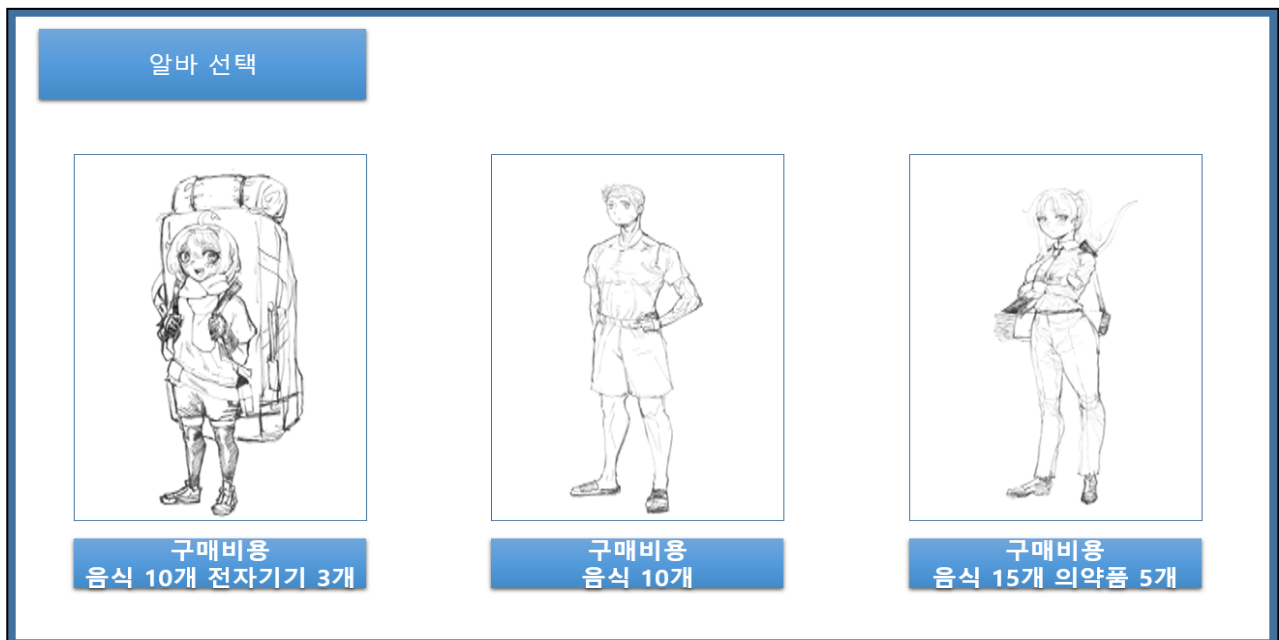 알바 선택
구매비용
음식 10개 전자기기 3개
구매비용
음식 10개
구매비용
음식 15개 의약품 5개